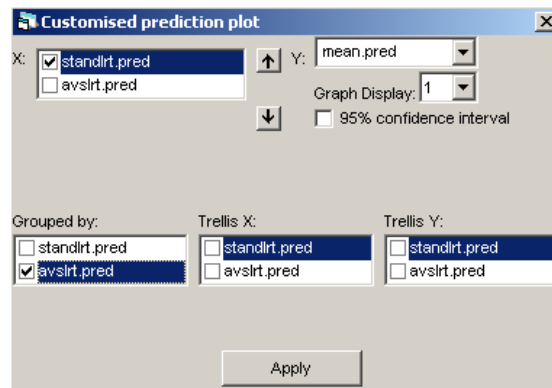 Customised prediction plot
X:
standlrt.pred
avslrt.pred
Y:
mean.pred
Graph Display:
1
95% confidence interval
Grouped by:
standlrt.pred
avslrt.pred
Trellis X:
standlrt.pred
avslrt.pred
Trellis Y:
standlrt.pred
avslrt.pred
Apply